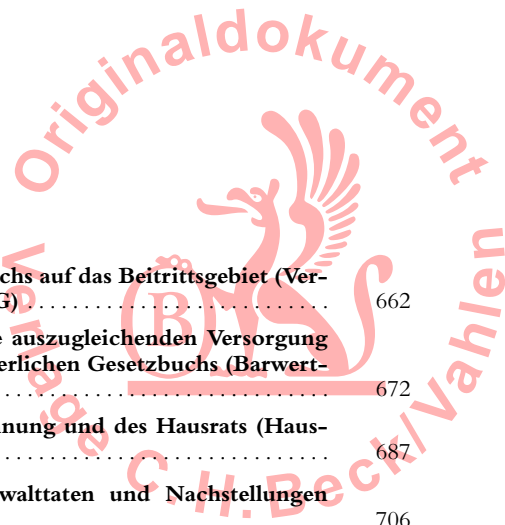 Originaldokument
Verlage C.H.Beck/Vahlen
B
chs auf das Beitrittsgebiet (Ver-
G) . . . . . . . . . . . . . . . . . . . . . . . . . . . . 662
e auszugleichenden Versorgung
erlichen Gesetzbuchs (Barwert-
. . . . . . . . . . . . . . . . . . . . . . . . . . . . 672
nung und des Hausrats (Haus-
. . . . . . . . . . . . . . . . . . . . . . . . . . . . 687
walttaten und Nachstellungen
706